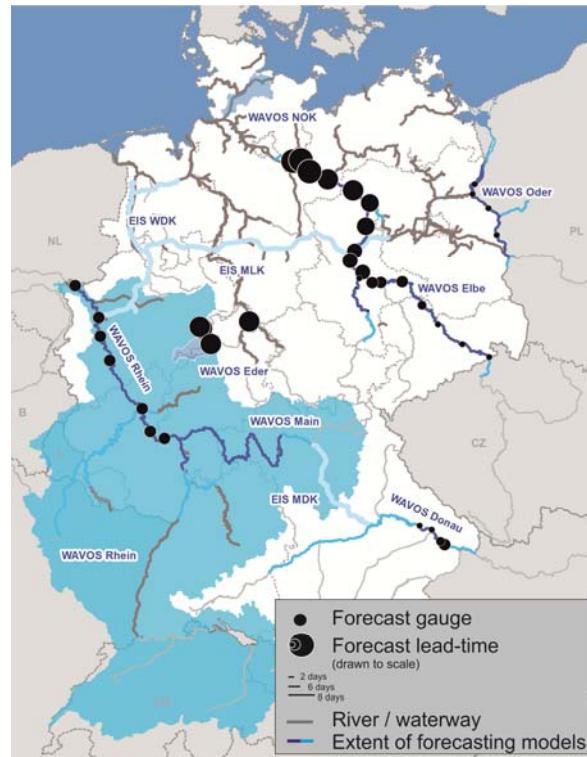 WAVOS NOK
WAVOS Oder
EIS WDK
NL
PL
EIS MLK
WAVOS Elbe
WAVOS Rhein
WAVOS Eder
B
WAVOS Main
CZ
EIS MDK
WAVOS Donau
WAVOS Rhein
Forecast gauge
Forecast lead-time
(drawn to scale)
2 days
6 days
8 days
River / waterway
Extent of forecasting models